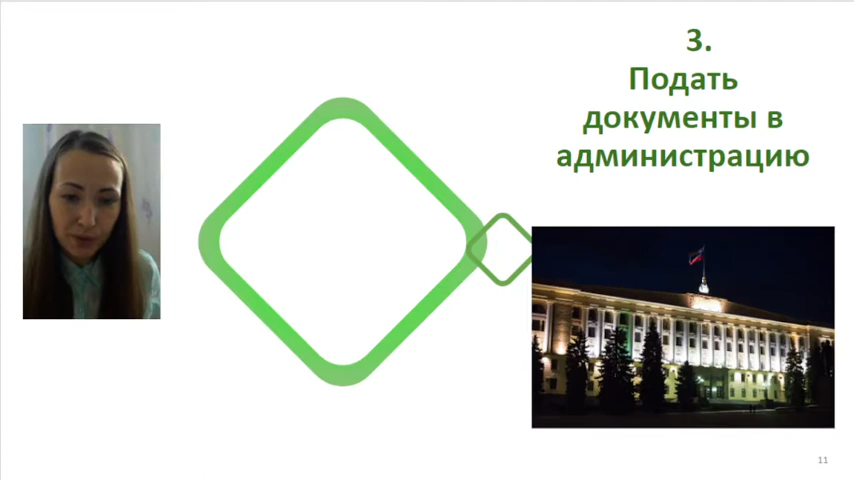 3.
Подать
документы в
администрацию
11